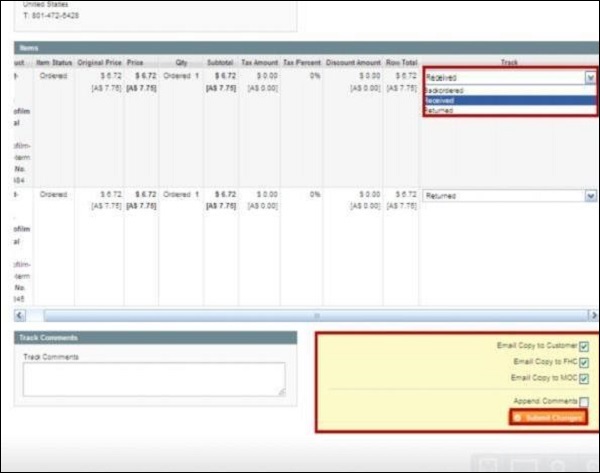 United States
T: 801-472-6428
Items
uct Item Status Original Price Price Qty Subtotal Tax Amount Tax Percent Discount Amount Row Total Track
Ordered $ 6.72 $ 6.72 Ordered 1 $ 6.72 $ 0.00 0% $ 0.00 $ 6.72 Received
[A$ 7.75] [A$ 7.75] [A$ 7.75] [A$ 0.00] [A$ 0.00] [A$ 7.75]
Backordered
Received
Returned
ofilm
al
ofilm-
term
No.
Ordered $ 6.72 $ 6.72 Ordered 1 $ 6.72 $ 0.00 0% $ 0.00 $ 6.72 Returned
[A$ 7.75] [A$ 7.75] [A$ 7.75] [A$ 0.00] [A$ 0.00] [A$ 7.75]
ofilm
al
ofilm-
term
No.
Track Comments
Track Comments
Email Copy to Customer
Email Copy to FHC
Email Copy to MOC
Append Comments
Submit Changes